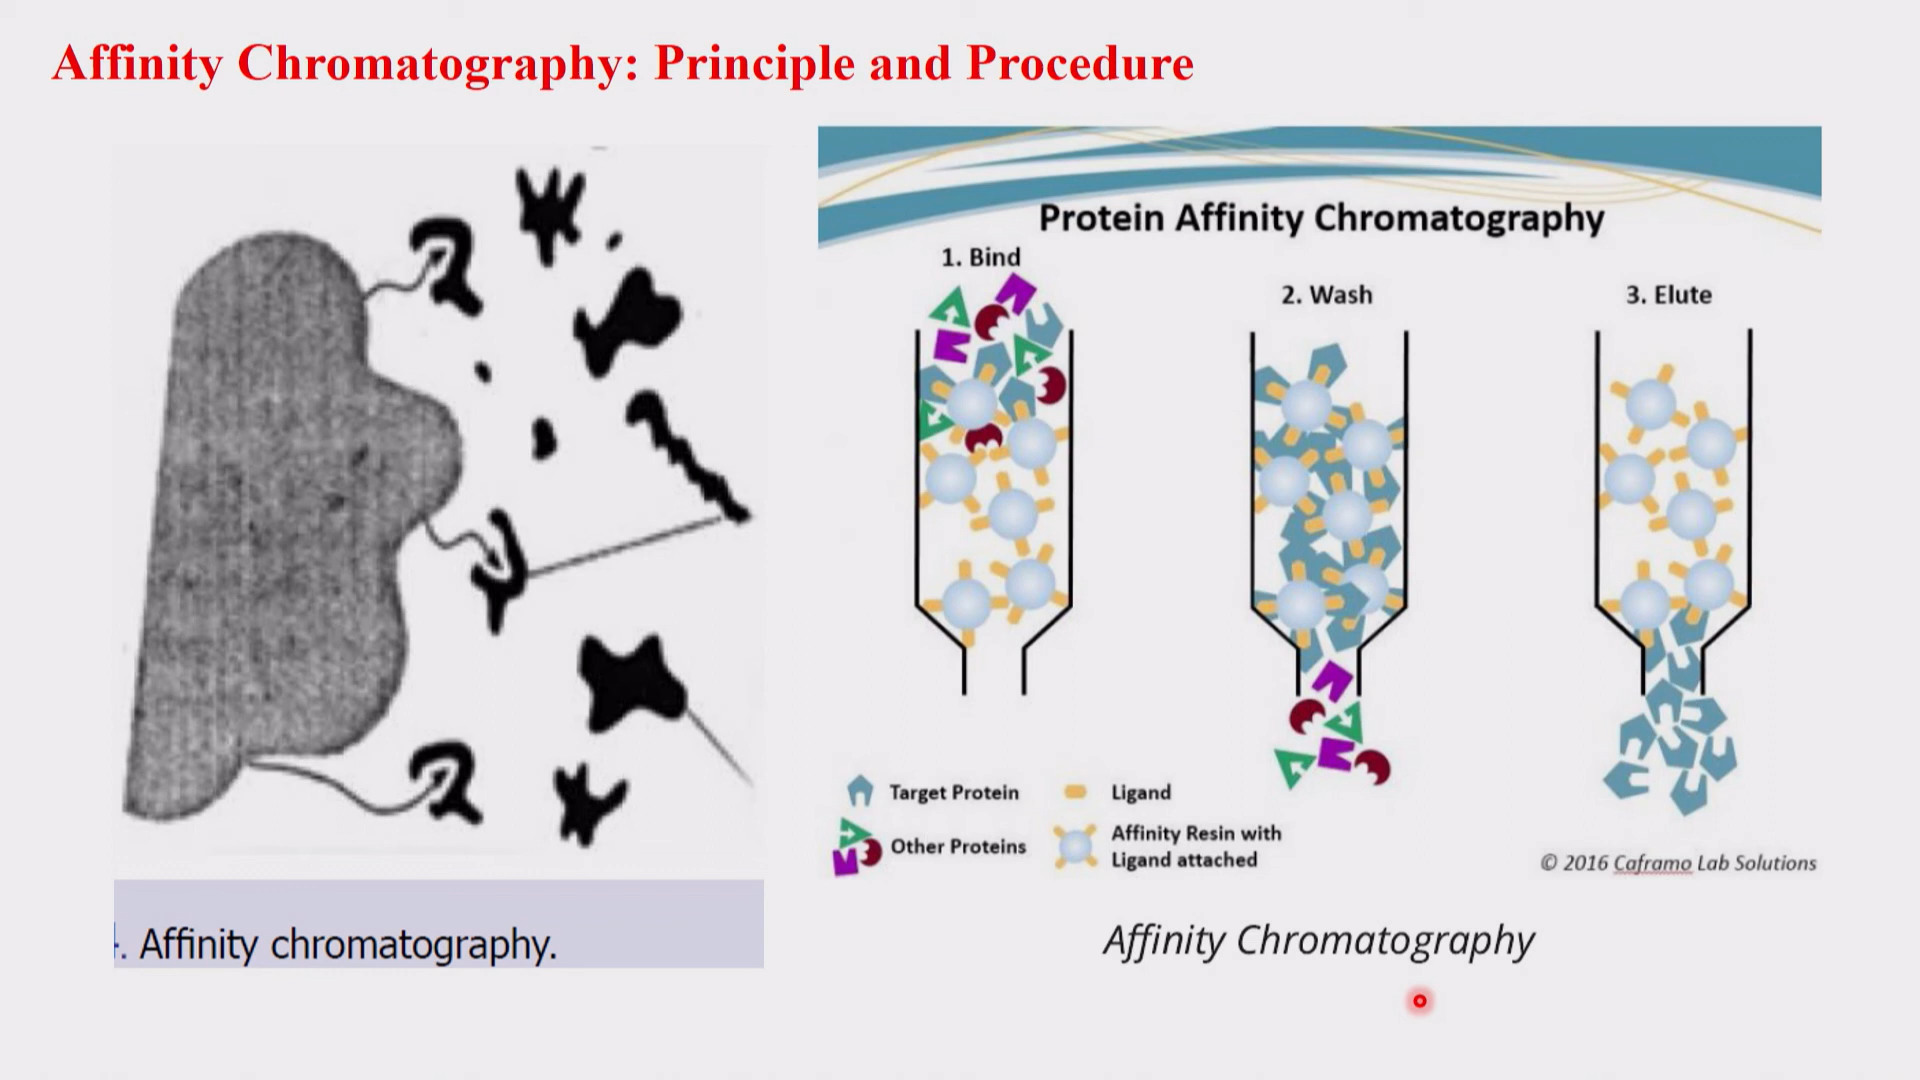 Affinity Chromatography: Principle and Procedure
Protein Affinity Chromatography
1. Bind
2. Wash
3. Elute
Target Protein
Ligand
Other Proteins
Affinity Resin with
Ligand attached
© 2016 Caframo Lab Solutions
. Affinity chromatography.
Affinity Chromatography